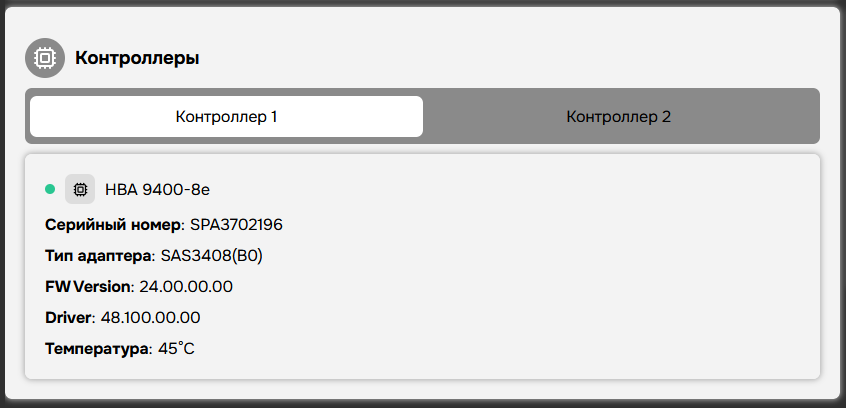 Контроллеры
Контроллер 1
Контроллер 2
HBA 9400-8e
Серийный номер: SPA3702196
Тип адаптера: SAS3408(B0)
FW Version: 24.00.00.00
Driver: 48.100.00.00
Температура: 45°C